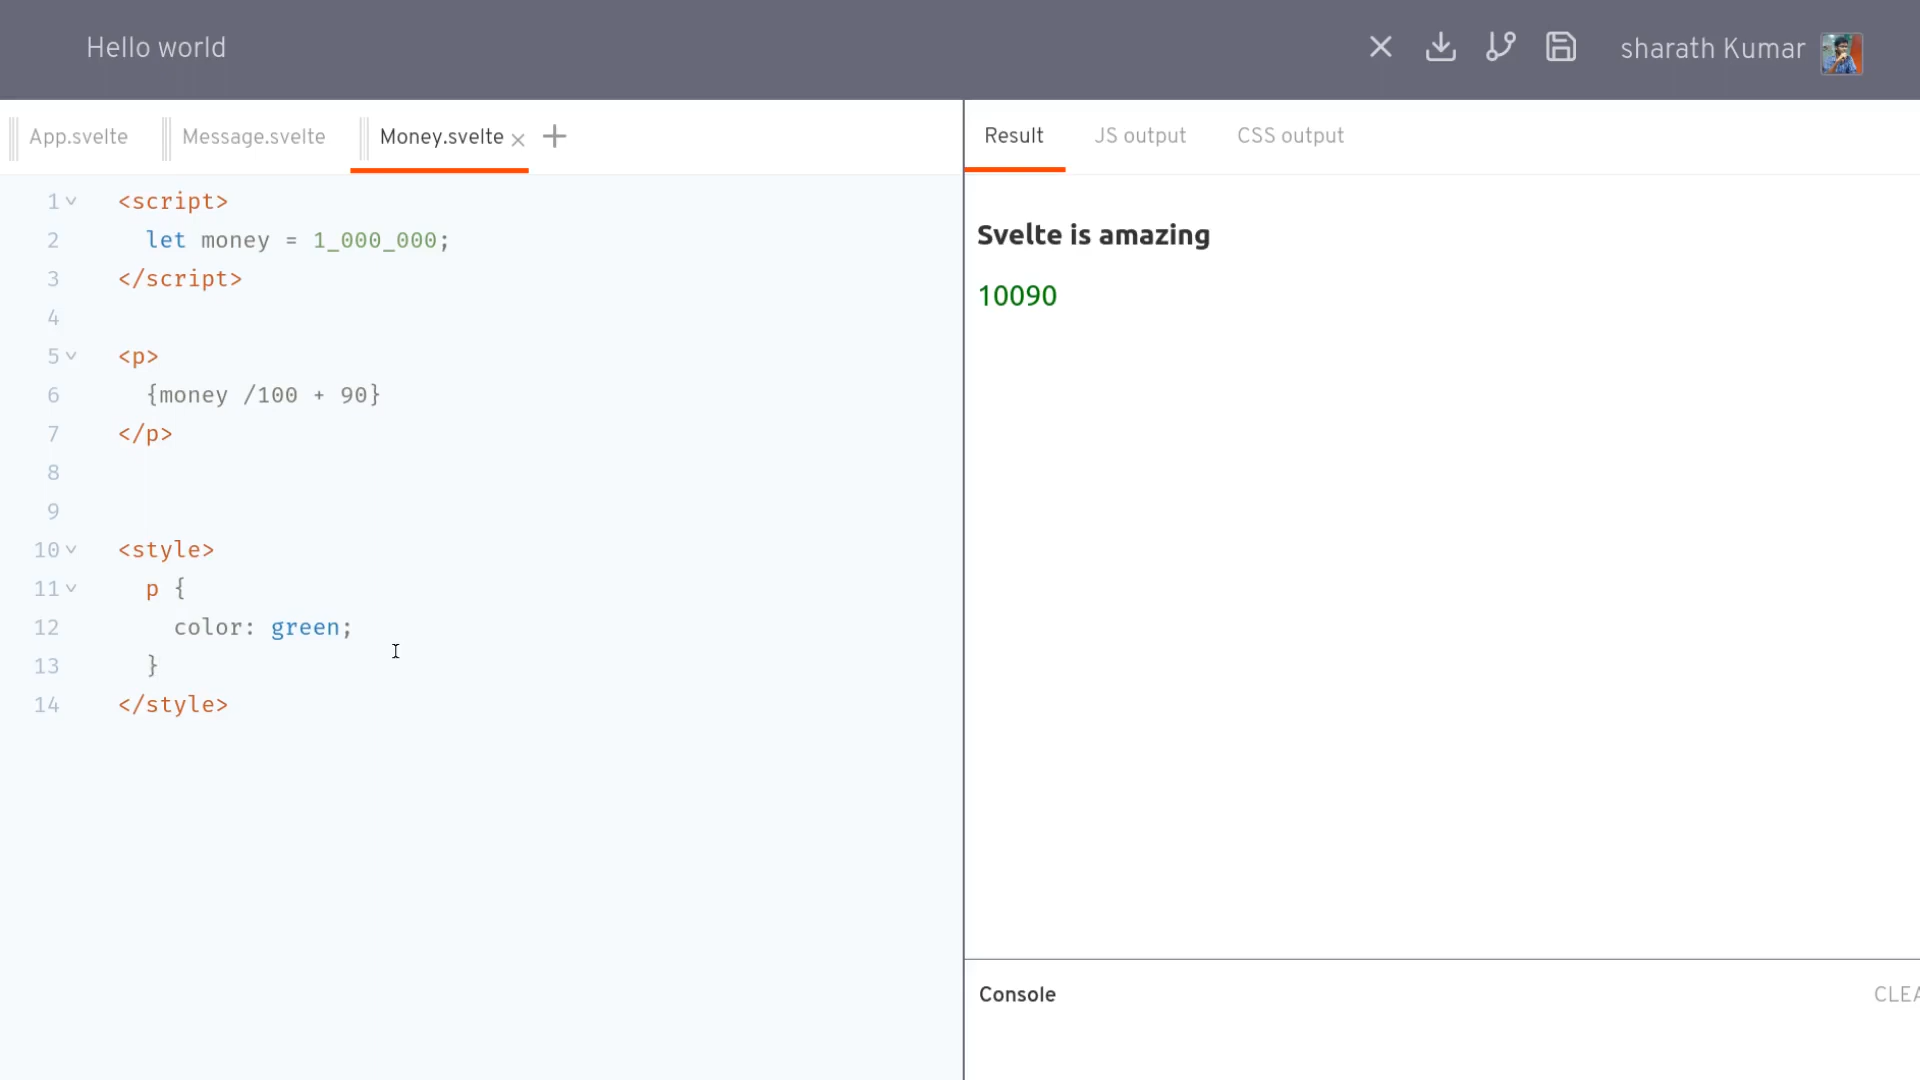 Hello world
sharath Kumar
App.svelte
Message.svelte
Money.svelte
Result
JS output
CSS output
1 <script>
2 let money = 1_000_000;
3 </script>
4
5 <p>
6 {money /100 + 90}
7 </p>
8
9
10 <style>
11 p {
12 color: green;
13 }
14 </style>
Svelte is amazing
10090
Console
CLEA